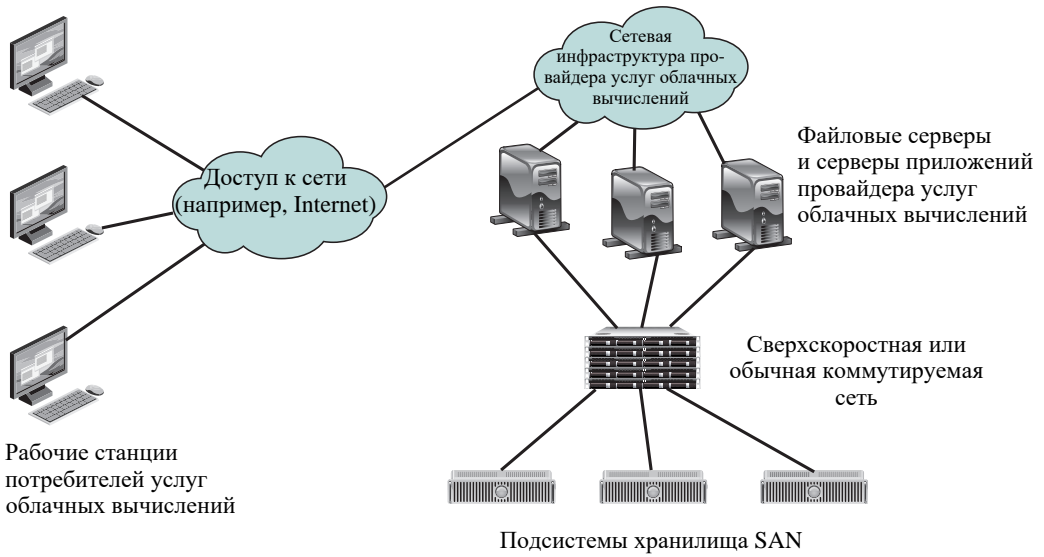 Сетевая
инфраструктура про-
вайдера услуг облачных
вычислений
Доступ к сети
(например, Internet)
Файловые серверы
и серверы приложений
провайдера услуг
облачных вычислений
Сверхскоростная или
обычная коммутируемая
сеть
Рабочие станции
потребителей услуг
облачных вычислений
Подсистемы хранилища SAN